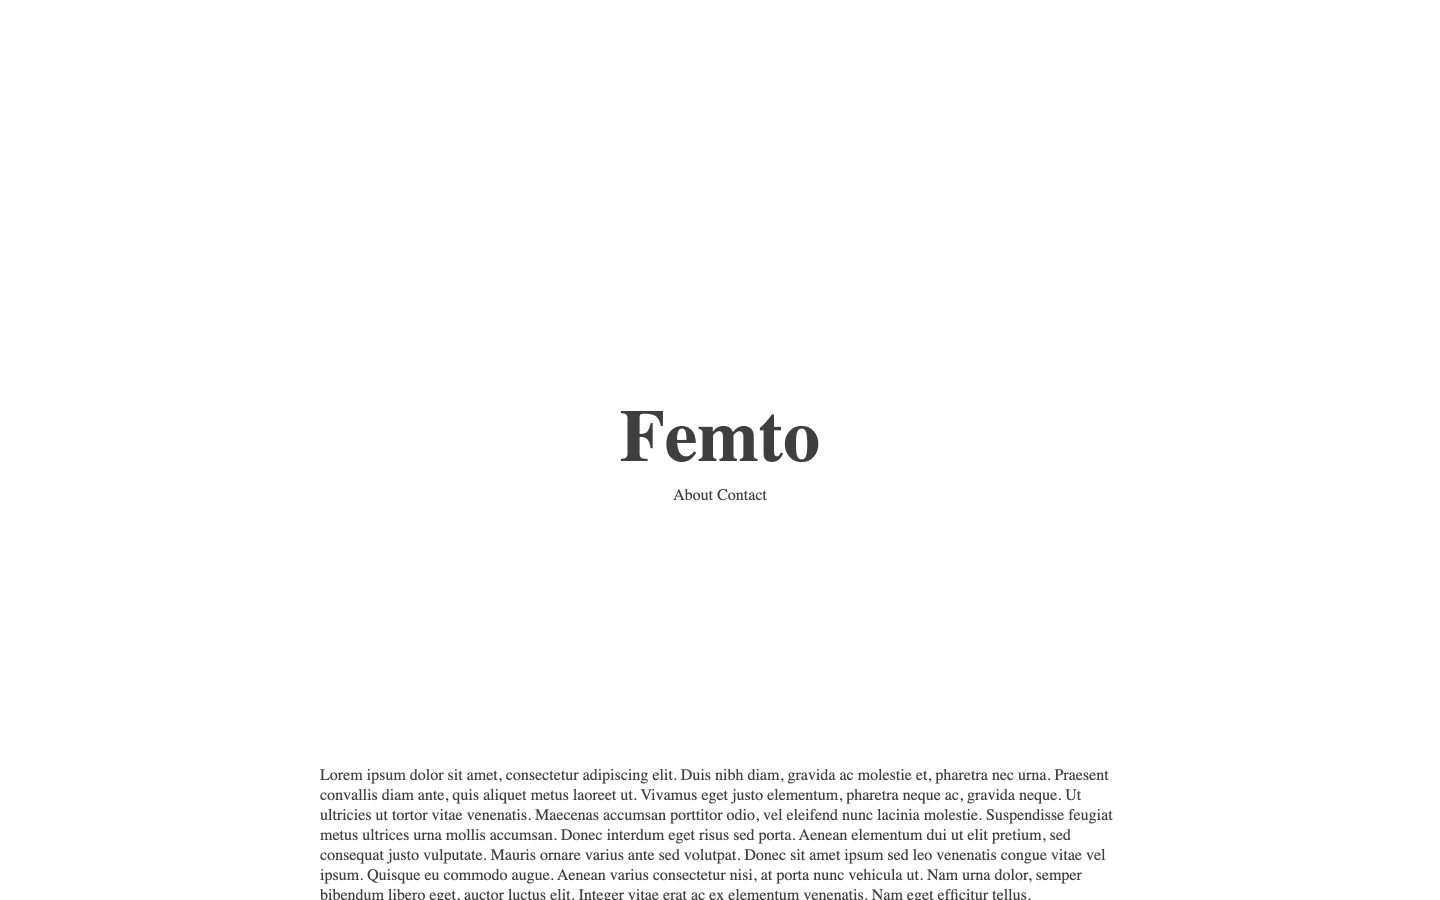 Femto
About Contact
Lorem ipsum dolor sit amet, consectetur adipiscing elit. Duis nibh diam, gravida ac molestie et, pharetra nec urna. Praesent
convallis diam ante, quis aliquet metus laoreet ut. Vivamus eget justo elementum, pharetra neque ac, gravida neque. Ut
ultricies ut tortor vitae venenatis. Maecenas accumsan porttitor odio, vel eleifend nunc lacinia molestie. Suspendisse feugiat
metus ultrices urna mollis accumsan. Donec interdum eget risus sed porta. Aenean elementum dui ut elit pretium, sed
consequat justo vulputate. Mauris ornare varius ante sed volutpat. Donec sit amet ipsum sed leo venenatis congue vitae vel
ipsum. Quisque eu commodo augue. Aenean varius consectetur nisi, at porta nunc vehicula ut. Nam urna dolor, semper
bibendum libero eget, auctor luctus elit. Integer vitae erat ac ex elementum venenatis. Nam eget efficitur tellus.